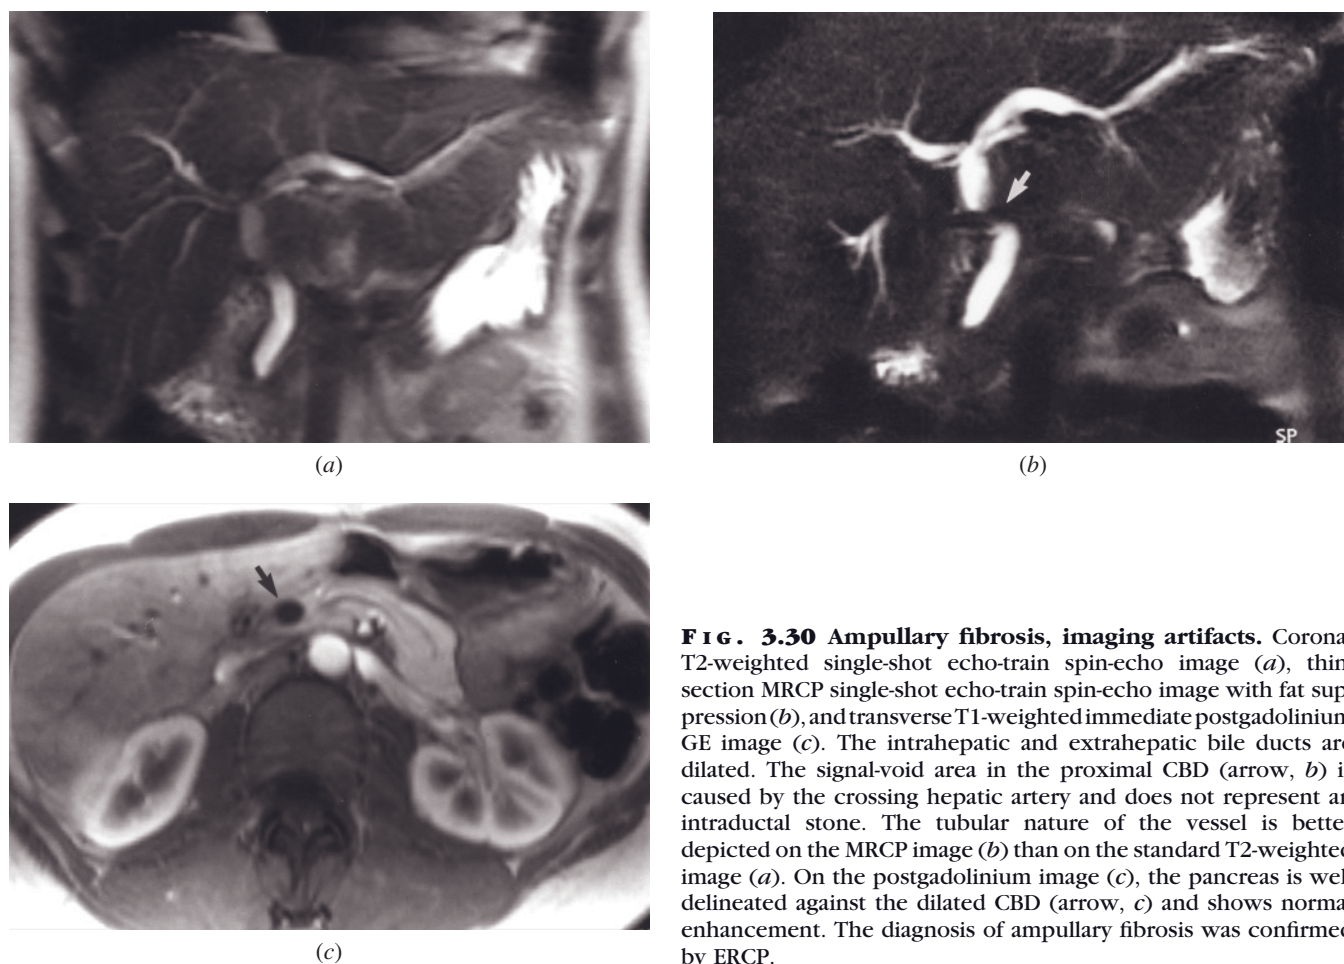 SP
(a)
(b)
(c)
FIG. 3.30 Ampullary fibrosis, imaging artifacts. Corona
T2-weighted single-shot echo-train spin-echo image (a), thin
section MRCP single-shot echo-train spin-echo image with fat sup
pression (b), and transverse T1-weighted immediate postgadolinium
GE image (c). The intrahepatic and extrahepatic bile ducts are
dilated. The signal-void area in the proximal CBD (arrow, b) i
caused by the crossing hepatic artery and does not represent an
intraductal stone. The tubular nature of the vessel is bette
depicted on the MRCP image (b) than on the standard T2-weighted
image (a). On the postgadolinium image (c), the pancreas is wel
delineated against the dilated CBD (arrow, c) and shows norma
enhancement. The diagnosis of ampullary fibrosis was confirmed
by ERCP.